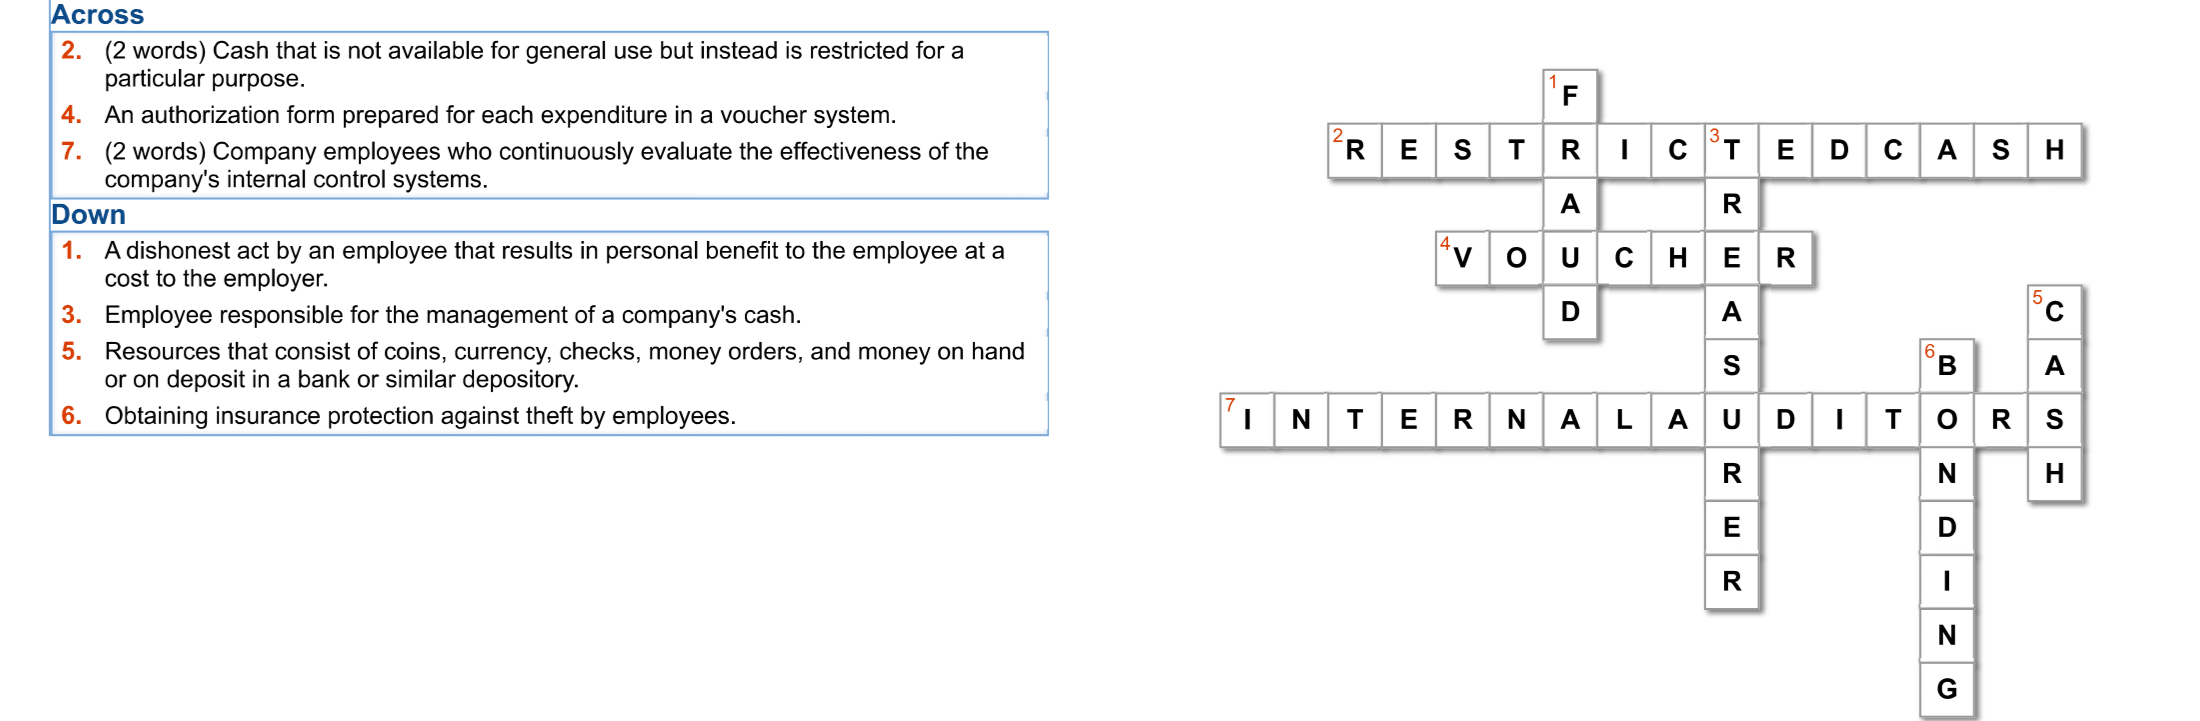 Across
2. (2 words) Cash that is not available for general use but instead is restricted for a
particular purpose.
4. An authorization form prepared for each expenditure in a voucher system.
7. (2 words) Company employees who continuously evaluate the effectiveness of the
company's internal control systems.
Down
1. A dishonest act by an employee that results in personal benefit to the employee at a
cost to the employer.
3. Employee responsible for the management of a company's cash.
5. Resources that consist of coins, currency, checks, money orders, and money on hand
or on deposit in a bank or similar depository.
6. Obtaining insurance protection against theft by employees.
1 F
2 R E S T R I C 3 T E D C A S H
A R
4 V O U C H E R
D A 5 C
S 6 B A
7 I N T E R N A L A U D I T O R S
R N H
E D
R I
N
G